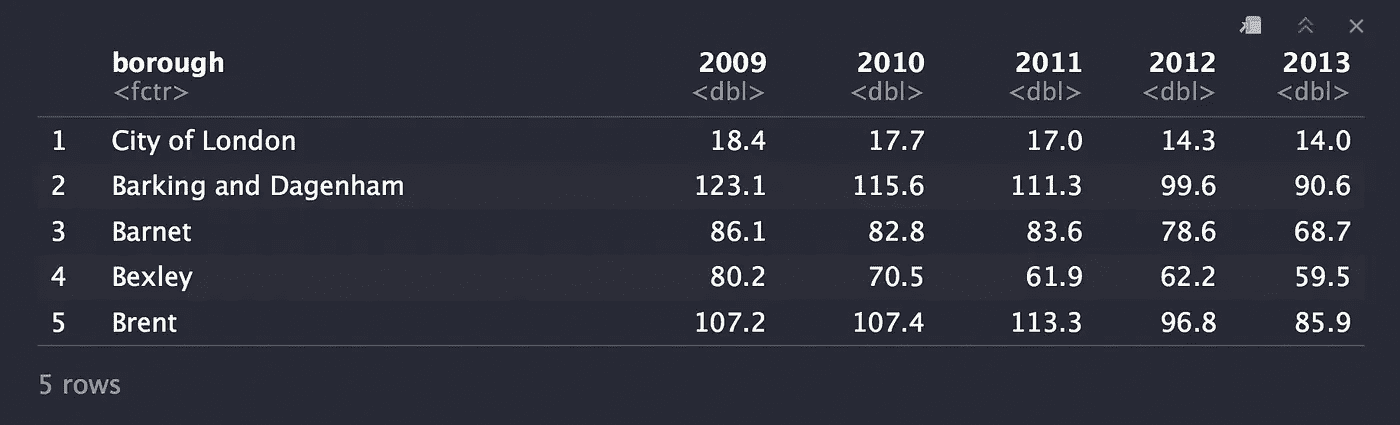 borough 2009 2010 2011 2012 2013
<fctr> <dbl> <dbl> <dbl> <dbl> <dbl>
1 City of London 18.4 17.7 17.0 14.3 14.0
2 Barking and Dagenham 123.1 115.6 111.3 99.6 90.6
3 Barnet 86.1 82.8 83.6 78.6 68.7
4 Bexley 80.2 70.5 61.9 62.2 59.5
5 Brent 107.2 107.4 113.3 96.8 85.9
5 rows